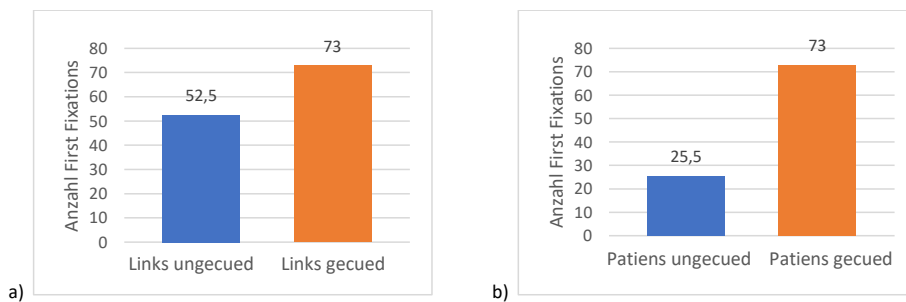 a)
Anzahl First Fixations
80
70
60
50
40
30
20
10
0
52,5
73
Links ungecued
Links gecued
b)
Anzahl First Fixations
80
70
60
50
40
30
20
10
0
25,5
73
Patiens ungecued
Patiens gecued